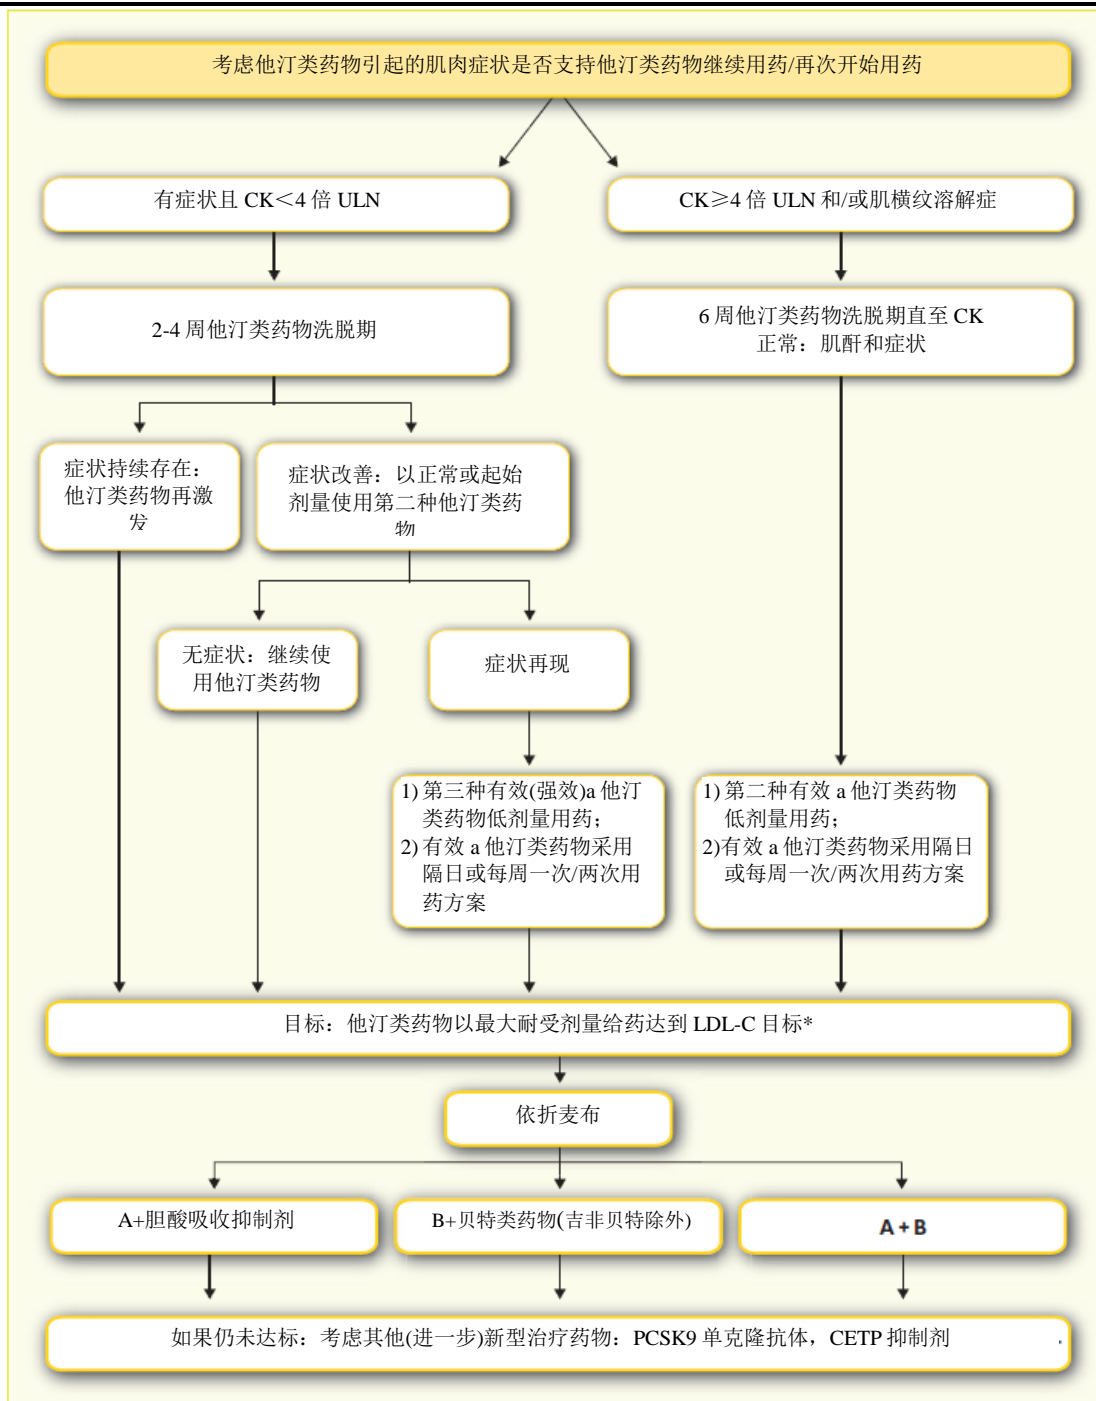 考虑他汀类药物引起的肌肉症状是否支持他汀类药物继续用药/再次开始用药
有症状且 CK＜4 倍 ULN
CK≥4 倍 ULN 和/或肌横纹溶解症
2-4 周他汀类药物洗脱期
6 周他汀类药物洗脱期直至 CK
正常：肌酐和症状
症状持续存在：
他汀类药物再激
发
症状改善：以正常或起始
剂量使用第二种他汀类药
物
无症状：继续使
用他汀类药物
症状再现
1) 第三种有效(强效)a 他汀
类药物低剂量用药；
2) 有效 a 他汀类药物采用
隔日或每周一次/两次用
药方案
1) 第二种有效 a 他汀类药物
低剂量用药；
2)有效 a 他汀类药物采用隔日
或每周一次/两次用药方案
目标：他汀类药物以最大耐受剂量给药达到 LDL-C 目标*
依折麦布
A+胆酸吸收抑制剂
B+贝特类药物(吉非贝特除外)
A + B
如果仍未达标：考虑其他(进一步)新型治疗药物：PCSK9 单克隆抗体，CETP 抑制剂